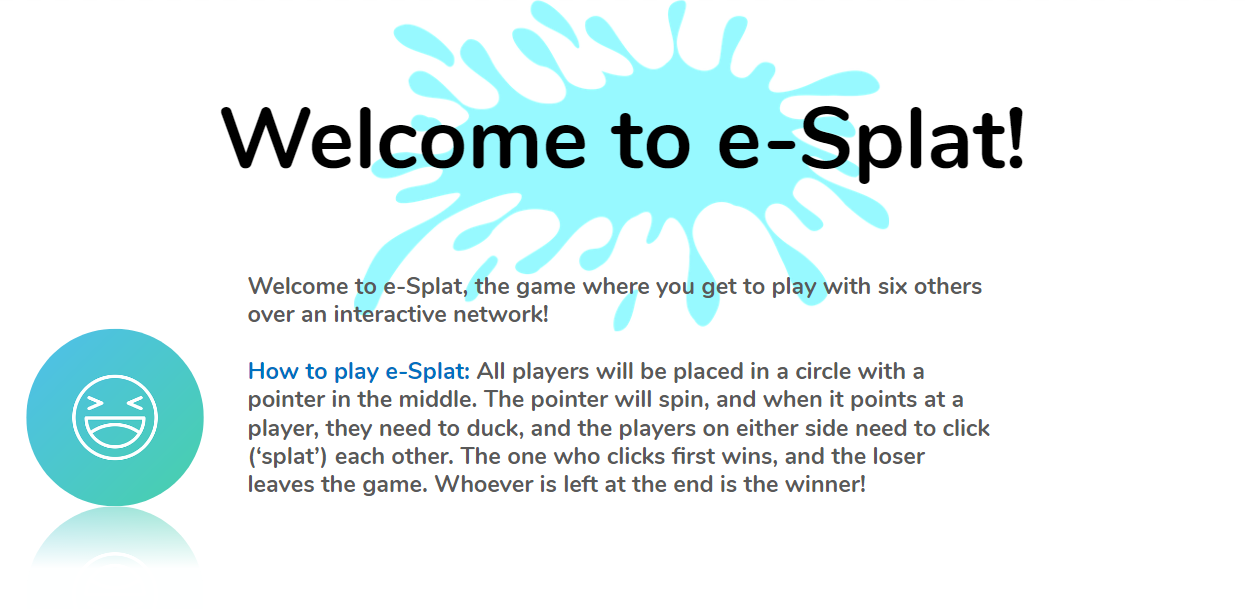 Welcome to e-Splat!
Welcome to e-Splat, the game where you get to play with six others
over an interactive network!
How to play e-Splat: All players will be placed in a circle with a
pointer in the middle. The pointer will spin, and when it points at a
player, they need to duck, and the players on either side need to click
(‘splat’) each other. The one who clicks first wins, and the loser
leaves the game. Whoever is left at the end is the winner!